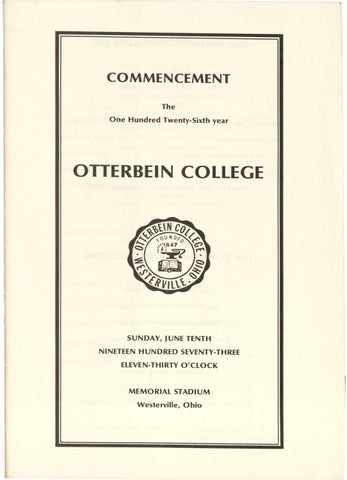 COMMENCEMENT
The
One Hundred Twenty-Sixth year
OTTERBEIN COLLEGE
OTTERBEIN COLLEGE
FOUNDED
1847
WESTERVILLE, OHIO
SUNDAY, JUNE TENTH
NINETEEN HUNDRED SEVENTY-THREE
ELEVEN-THIRTY O'CLOCK
MEMORIAL STADIUM
Westerville, Ohio